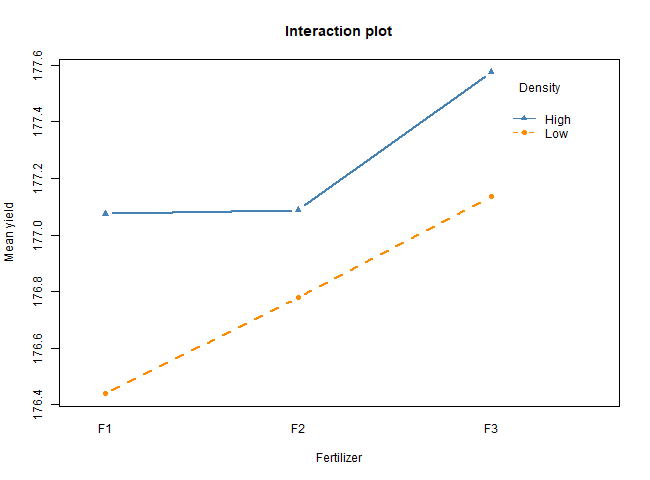 Interaction plot
177.6
177.4
177.2
177.0
176.8
176.6
176.4
Mean yield
Density
High
Low
F1 F2 F3
Fertilizer